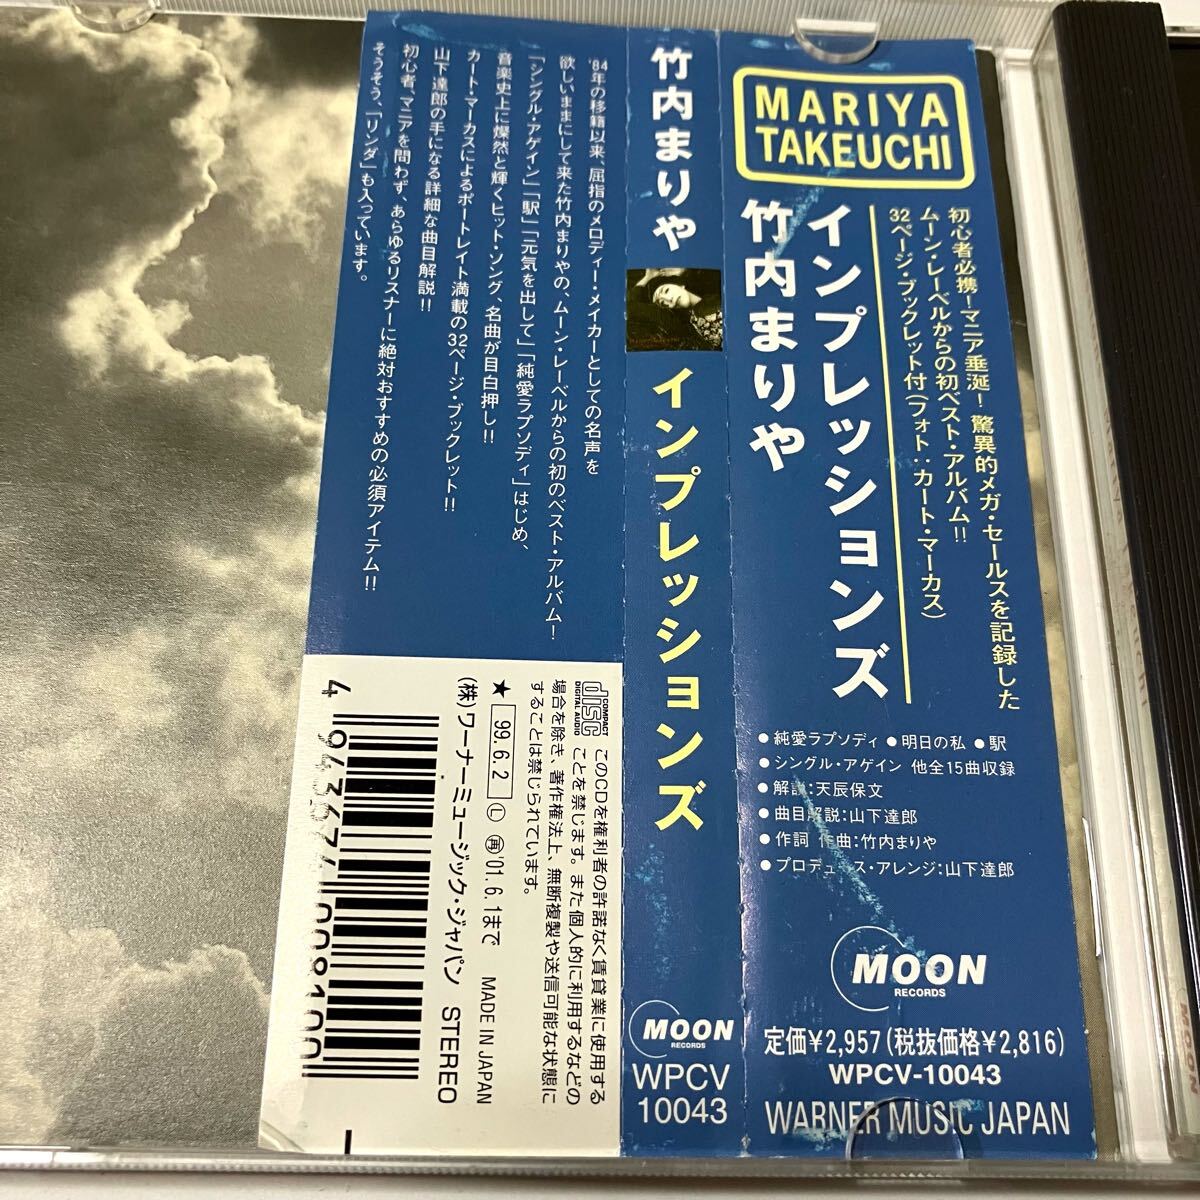 MARIYA
TAKEUCHI
初心者必携!マニア垂涎!驚異的メガ・セールスを記録した
ムーン・レーベルからの初ベスト・アルバム!!
32ページ・ブックレット付(フォト:カート・マーカス)
インプレッションズ
竹内まりや
●純愛ラプソディ ●明日の私 ●駅
●シングル・アゲイン 他全15曲収録
●解説:天辰保文
●曲目解説:山下達郎
●作詞 作曲:竹内まりや
●プロデュース・アレンジ:山下達郎
MOON
RECORDS
定価¥2,957(税抜価格¥2,816)
WPCV-10043
WARNER MUSIC JAPAN
竹内まりや
インプレッションズ
MOON
RECORDS
WPCV
10043
'84年の移籍以来、屈指のメロディー・メイカーとしての名声を
欲しいままにして来た竹内まりやの、ムーン・レーベルからの初のベスト・アルバム!
「シングル・アゲイン」「駅」「元気を出して」「純愛ラプソディ」はじめ、
音楽史上に燦然と輝くヒット・ソング、名曲が目白押し!!
カート・マーカスによるポートレイト満載の32ページ・ブックレット!!
山下達郎の手になる詳細な曲目解説!!
初心者、マニアを問わず、あらゆるリスナーに絶対おすすめの必須アイテム!!
そうそう、「リンダ」も入っています。
COMPACT
disc
DIGITAL AUDIO
このCDを権利者の許諾なく賃貸業に使用する
ことを禁じます。また個人的に利用するなどの
場合を除き、著作権法上、無断複製や送信可能な状態に
することは禁じられています。
★ 99.6.2 Ⓛ 再 '01.6.1まで MADE IN JAPAN
(株)ワーナーミュージック・ジャパン STEREO
4 943674 008100